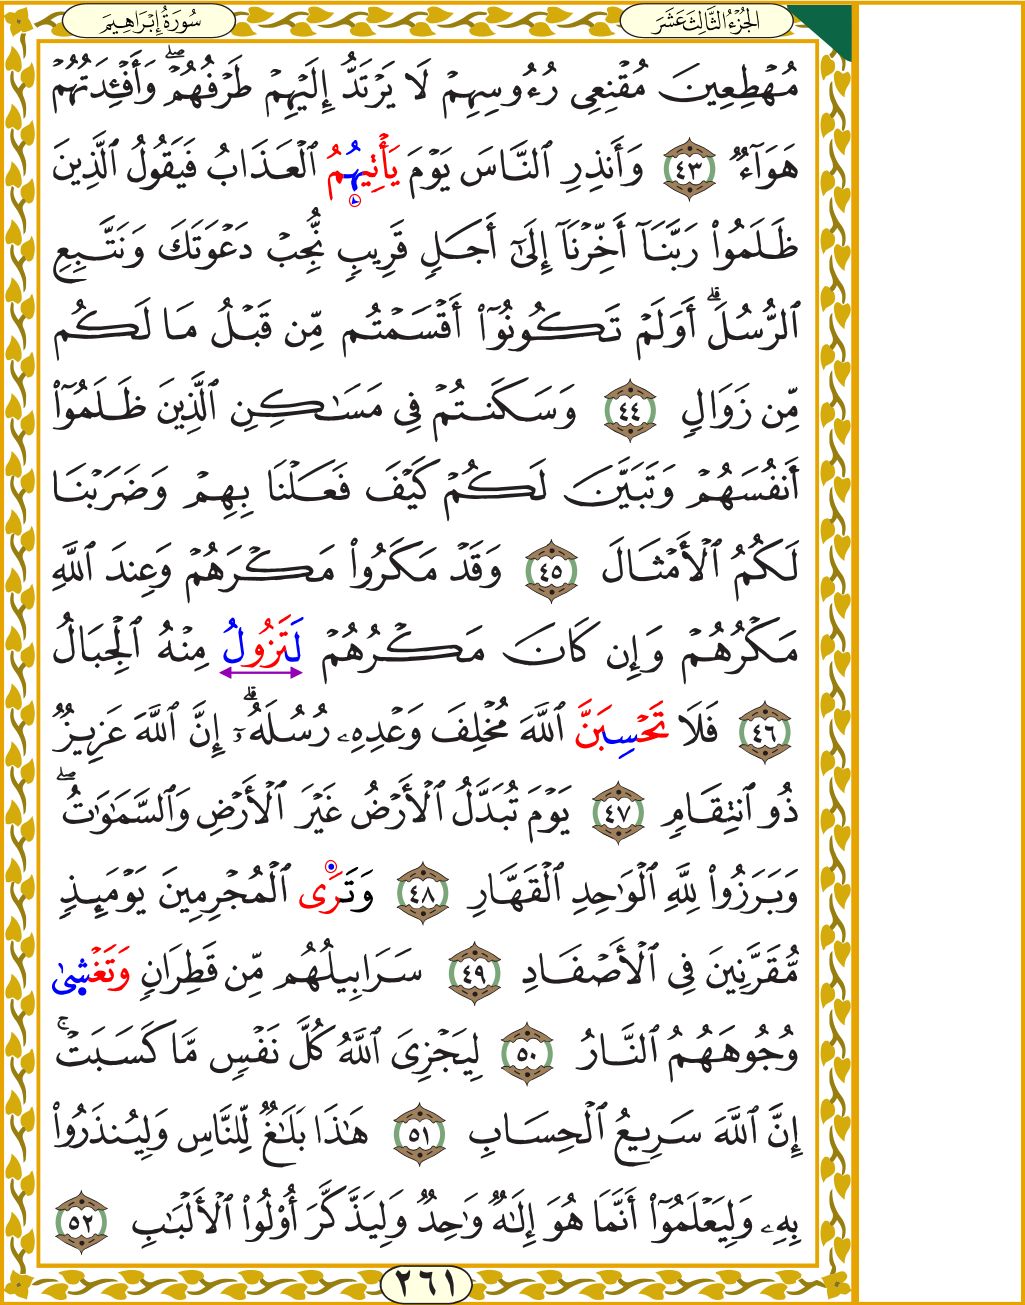 الجُزْءُ الثَّالِثَ عَشَرَ
سُورَةُ إِبْرَاهِيمَ
مُهۡطِعِينَ مُقۡنِعِي رُءُوسِهِمۡ لَا يَرۡتَدُّ إِلَيۡهِمۡ طَرۡفُهُمۡۖ وَأَفۡـِٔدَتُهُمۡ
هَوَآءٞ ٤٣ وَأَنذِرِ ٱلنَّاسَ يَوۡمَ يَأۡتِيهِمُ ٱلۡعَذَابُ فَيَقُولُ ٱلَّذِينَ
ظَلَمُواْ رَبَّنَآ أَخِّرۡنَآ إِلَىٰٓ أَجَلٖ قَرِيبٖ نُّجِبۡ دَعۡوَتَكَ وَنَتَّبِعِ
ٱلرُّسُلَۗ أَوَلَمۡ تَكُونُوٓاْ أَقۡسَمۡتُم مِّن قَبۡلُ مَا لَكُم
مِّن زَوَالٖ ٤٤ وَسَكَنتُمۡ فِي مَسَٰكِنِ ٱلَّذِينَ ظَلَمُوٓاْ
أَنفُسَهُمۡ وَتَبَيَّنَ لَكُمۡ كَيۡفَ فَعَلۡنَا بِهِمۡ وَضَرَبۡنَا
لَكُمُ ٱلۡأَمۡثَالَ ٤٥ وَقَدۡ مَكَرُواْ مَكۡرَهُمۡ وَعِندَ ٱللَّهِ
مَكۡرُهُمۡ وَإِن كَانَ مَكۡرُهُمۡ لَتَزُولُ مِنۡهُ ٱلۡجِبَالُ
٤٦ فَلَا تَحۡسِبَنَّ ٱللَّهَ مُخۡلِفَ وَعۡدِهِۦ رُسُلَهُۥٓۗ إِنَّ ٱللَّهَ عَزِيزٞ
ذُو ٱنتِقَامٖ ٤٧ يَوۡمَ تُبَدَّلُ ٱلۡأَرۡضُ غَيۡرَ ٱلۡأَرۡضِ وَٱلسَّمَٰوَٰتُۖ
وَبَرَزُواْ لِلَّهِ ٱلۡوَٰحِدِ ٱلۡقَهَّارِ ٤٨ وَتَرَى ٱلۡمُجۡرِمِينَ يَوۡمَئِذٖ
مُّقَرَّنِينَ فِي ٱلۡأَصۡفَادِ ٤٩ سَرَابِيلُهُم مِّن قَطِرَانٖ وَتَغۡشَىٰ
وُجُوهَهُمُ ٱلنَّارُ ٥٠ لِيَجۡزِيَ ٱللَّهُ كُلَّ نَفۡسٖ مَّا كَسَبَتۡۚ
إِنَّ ٱللَّهَ سَرِيعُ ٱلۡحِسَابِ ٥١ هَٰذَا بَلَٰغٞ لِّلنَّاسِ وَلِيُنذَرُواْ
بِهِۦ وَلِيَعۡلَمُوٓاْ أَنَّمَا هُوَ إِلَٰهٞ وَٰحِدٞ وَلِيَذَّكَّرَ أُوْلُواْ ٱلۡأَلۡبَٰبِ ٥٢
٢٦١